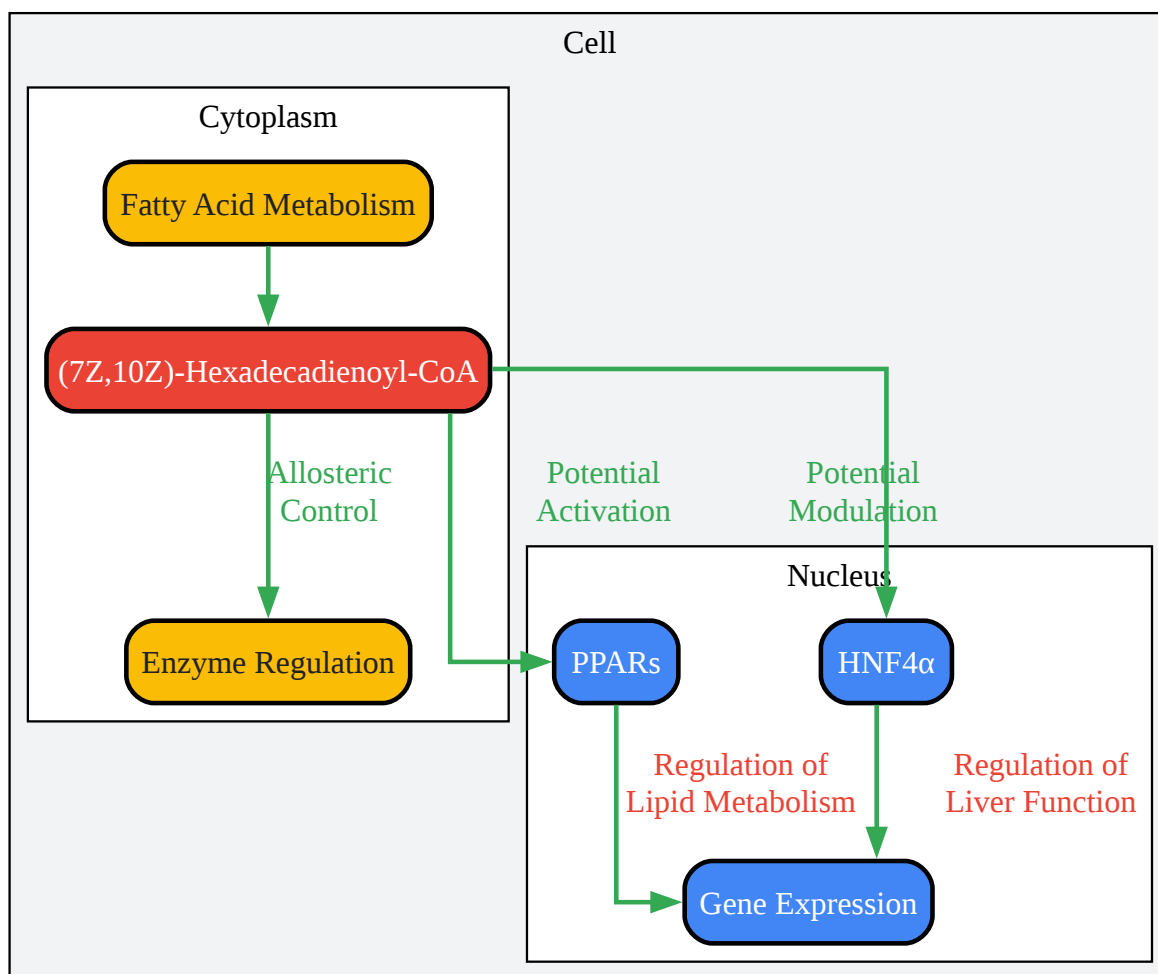 Cell
Cytoplasm
Fatty Acid Metabolism
(7Z,10Z)-Hexadecadienoyl-CoA
Allosteric
Control
Potential
Activation
Potential
Modulation
Nucleus
Enzyme Regulation
PPARs
HNF4α
Regulation of
Lipid Metabolism
Regulation of
Liver Function
Gene Expression